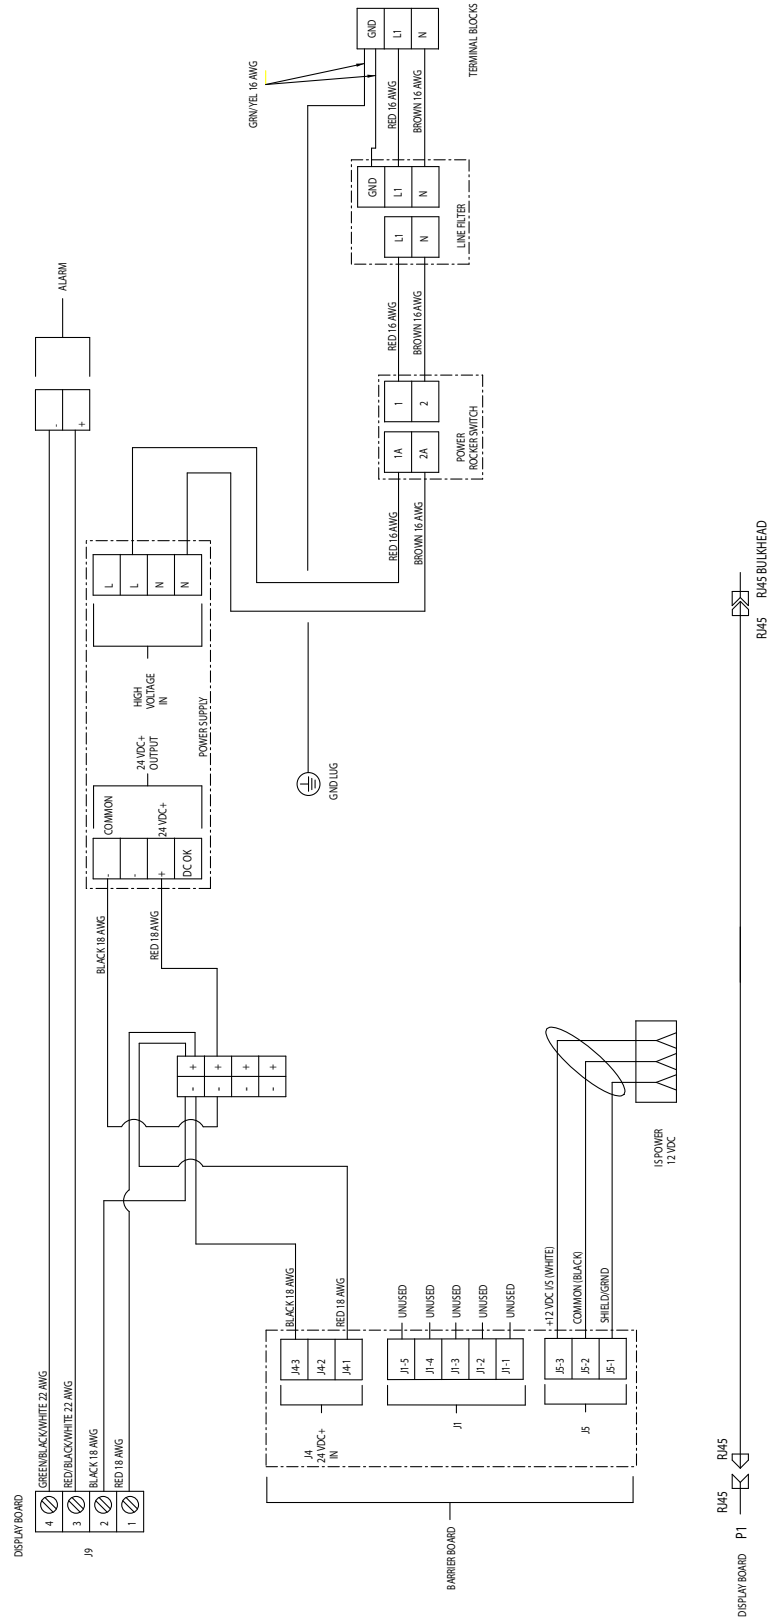 DISPLAY BOARD
J9
4
3
2
1
GREEN/BLACK/WHITE 22 AWG
RED/BLACK/WHITE 22 AWG
BLACK 18 AWG
RED 18 AWG
-
+
ALARM
BLACK 18 AWG
RED 18 AWG
-
-
+
DC OK
COMMON
24 VDC+
24 VDC+
OUTPUT
HIGH
VOLTAGE
IN
POWER SUPPLY
L
L
N
N
- +
- +
- +
- +
BARRIER BOARD
J4
24 VDC+
IN
J4-3
J4-2
J4-1
BLACK 18 AWG
RED 18 AWG
J1
J1-5
J1-4
J1-3
J1-2
J1-1
UNUSED
UNUSED
UNUSED
UNUSED
UNUSED
J5
J5-3
J5-2
J5-1
+12 VDC I/S (WHITE)
COMMON (BLACK)
SHIELD/GRND
IS POWER
12 VDC
GND LUG
RED 16 AWG
BROWN 16 AWG
1A
2A
1
2
POWER
ROCKER SWITCH
RED 16 AWG
BROWN 16 AWG
L1
N
GND
L1
N
LINE FILTER
GRN/YEL 16 AWG
RED 16 AWG
BROWN 16 AWG
GND
L1
N
TERMINAL BLOCKS
DISPLAY BOARD
P1
RJ45
RJ45
RJ45
RJ45 BULKHEAD